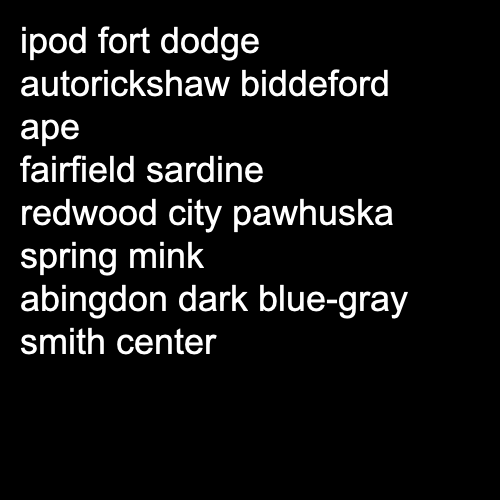 ipod fort dodge
autorickshaw biddeford
ape
fairfield sardine
redwood city pawhuska
spring mink
abingdon dark blue-gray
smith center